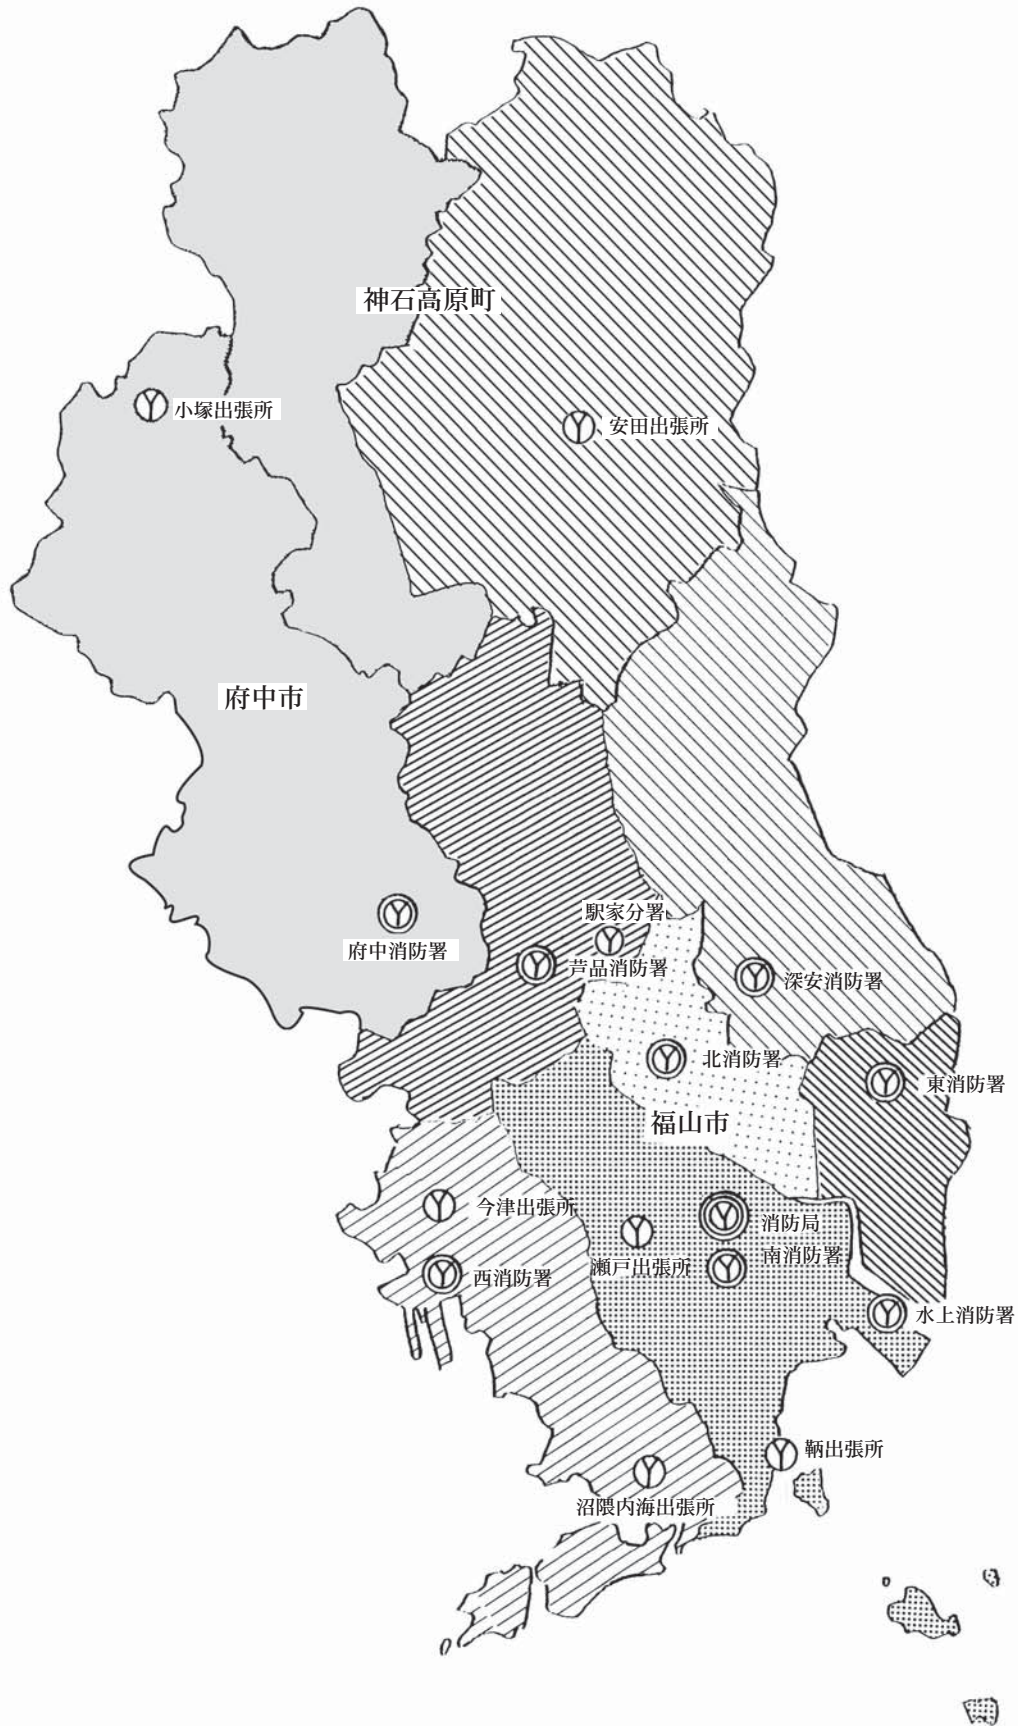 神石高原町
小塚出張所
安田出張所
府中市
駅家分署
府中消防署
芦品消防署
深安消防署
北消防署
東消防署
福山市
今津出張所
消防局
南消防署
瀬戸出張所
西消防署
水上消防署
鞆出張所
沼隈内海出張所